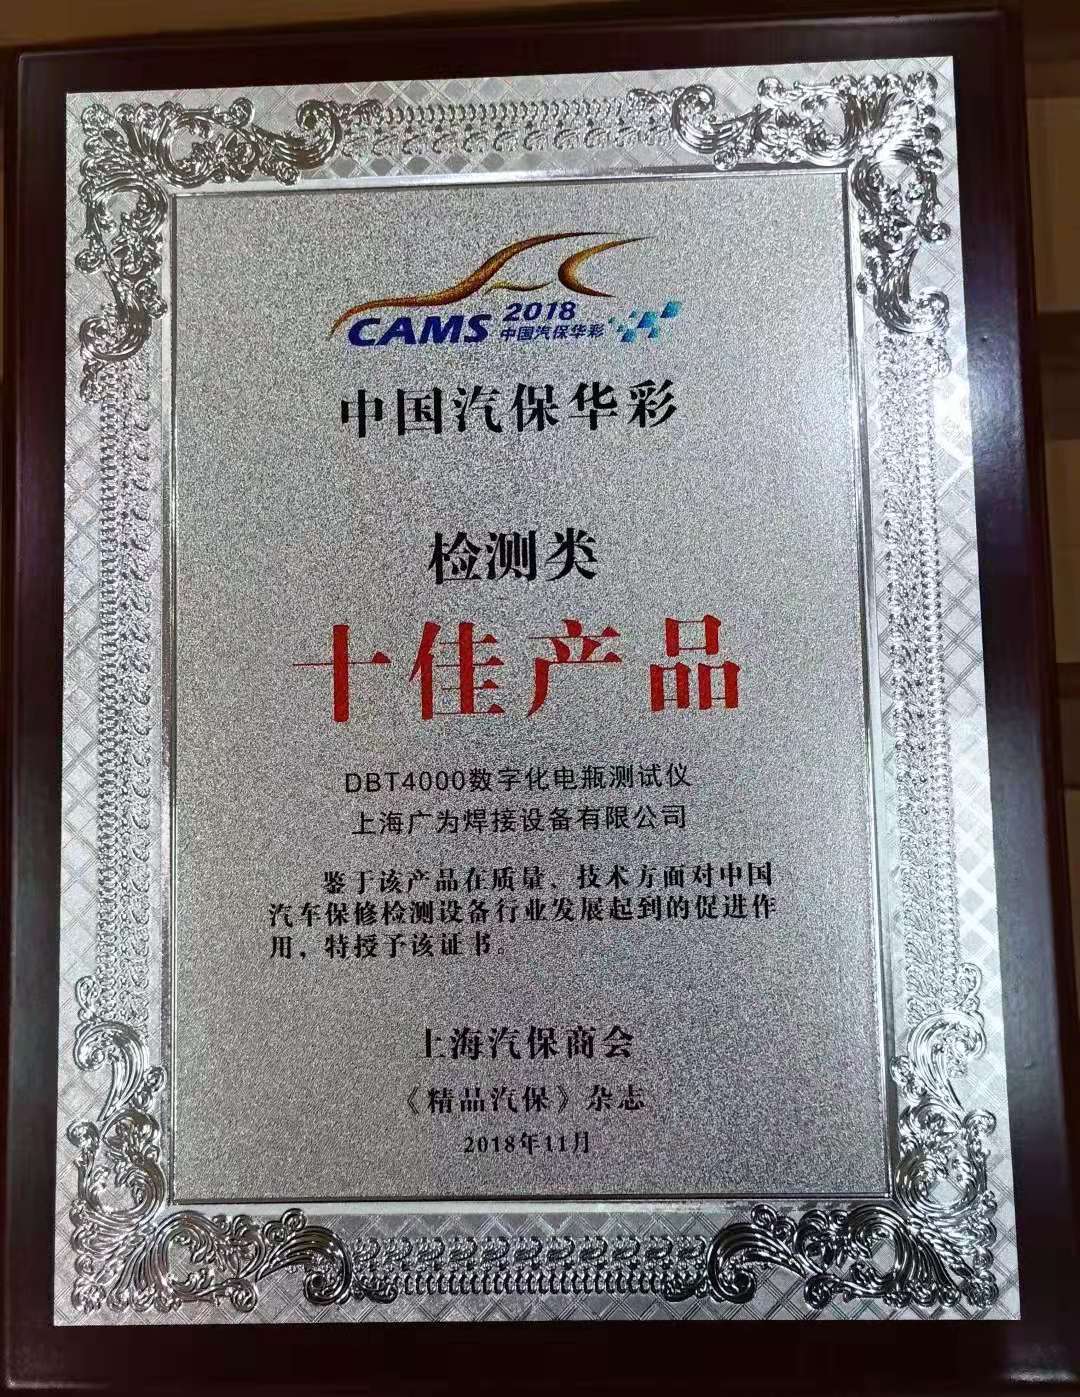 CAMS 2018
中国汽保华彩
中国汽保华彩
检测类
十佳产品
DBT4000数字化电瓶测试仪
上海广为焊接设备有限公司
鉴于该产品在质量、技术方面对中国
汽车保修检测设备行业发展起到的促进作
用，特授予该证书。
上海汽保商会
《精品汽保》杂志
2018年11月